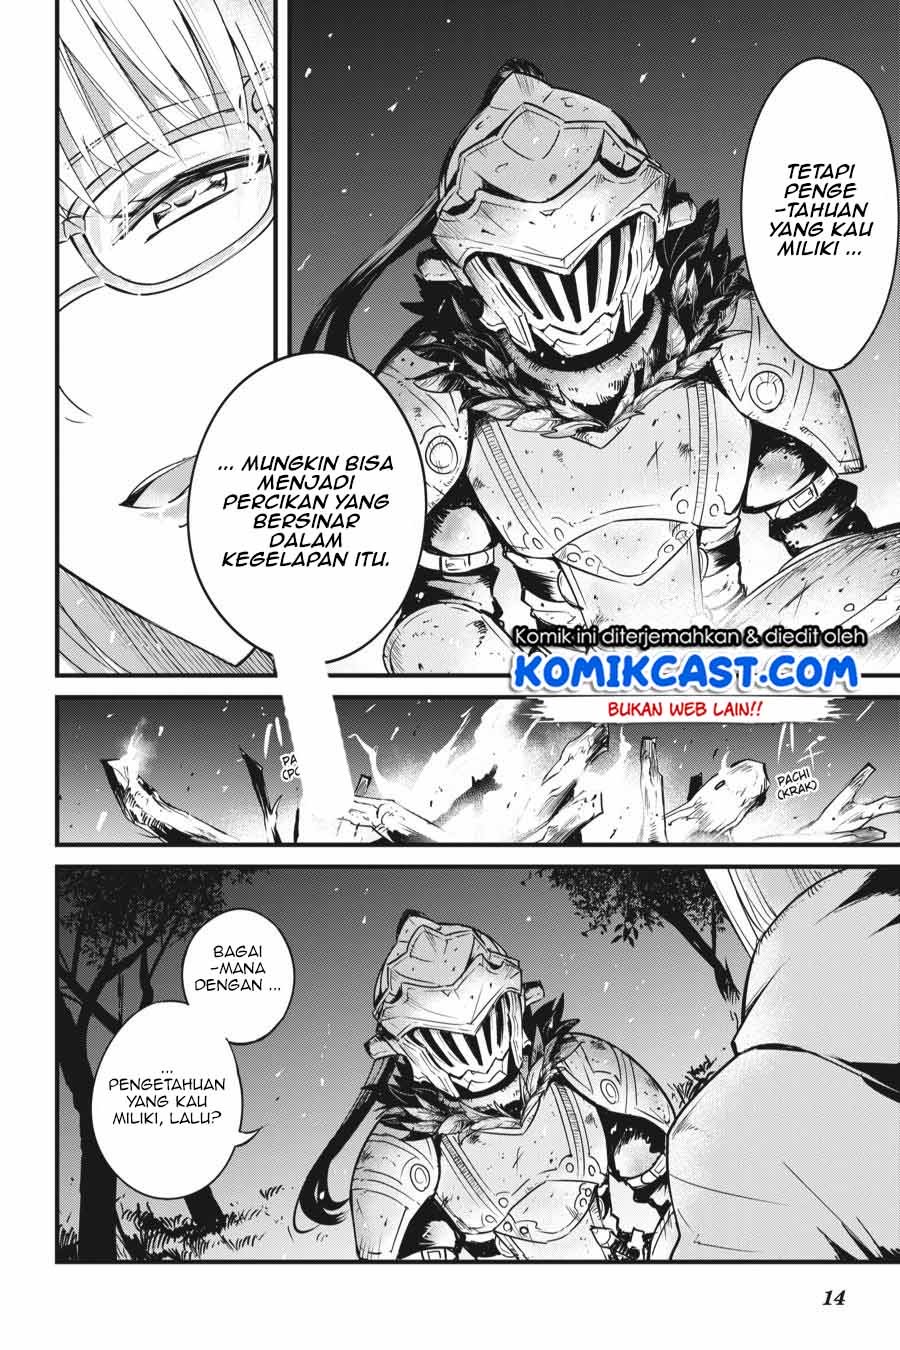 TETAPI
PENGE
-TAHUAN
YANG KAU
MILIKI ...
... MUNGKIN BISA
MENJADI
PERCIKAN YANG
BERSINAR
DALAM
KEGELAPAN ITU.
Komik ini diterjemahkan & diedit oleh
KOMIKCAST.COM
BUKAN WEB LAIN!!
PACHI
(KRAK)
BAGAI
-MANA
DENGAN ...
...
PENGETAHUAN
YANG KAU
MILIKI, LALU?
14